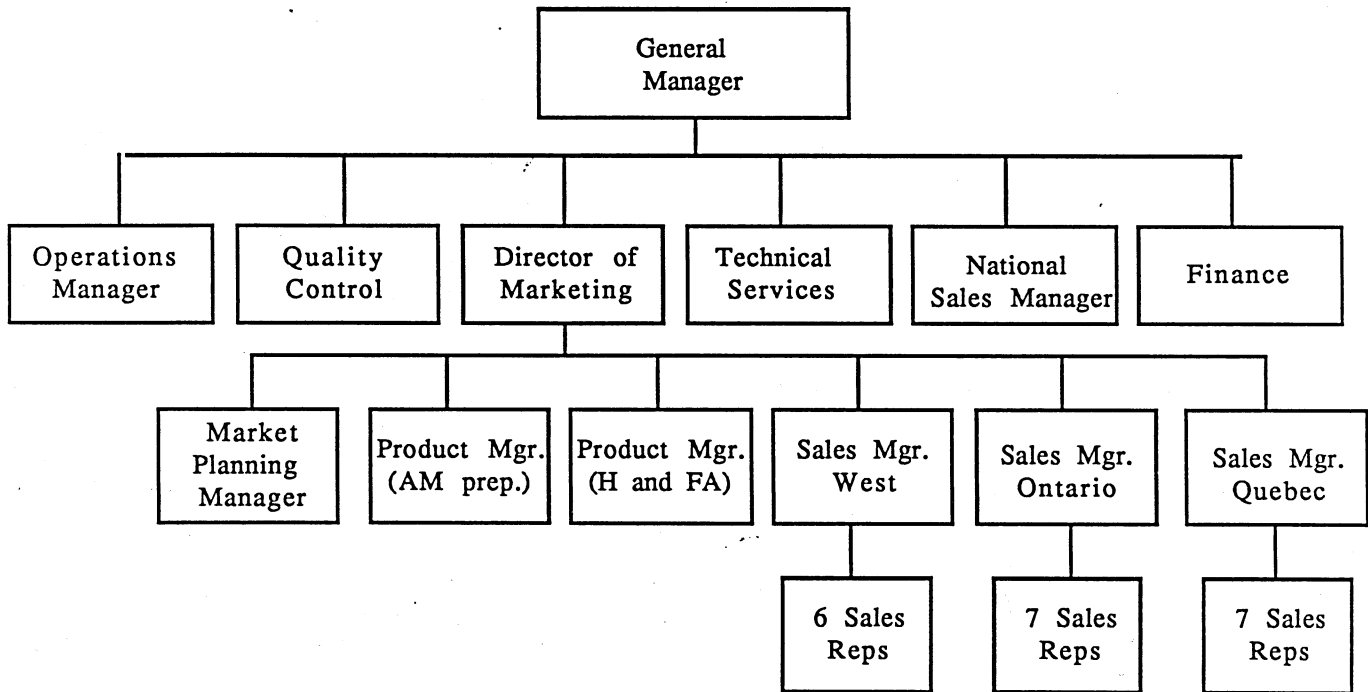 General
Manager
Operations
Manager
Quality
Control
Director of
Marketing
Technical
Services
National
Sales Manager
Finance
Market
Planning
Manager
Product Mgr.
(AM prep.)
Product Mgr.
(H and FA)
Sales Mgr.
West
Sales Mgr.
Ontario
Sales Mgr.
Quebec
6 Sales
Reps
7 Sales
Reps
7 Sales
Reps